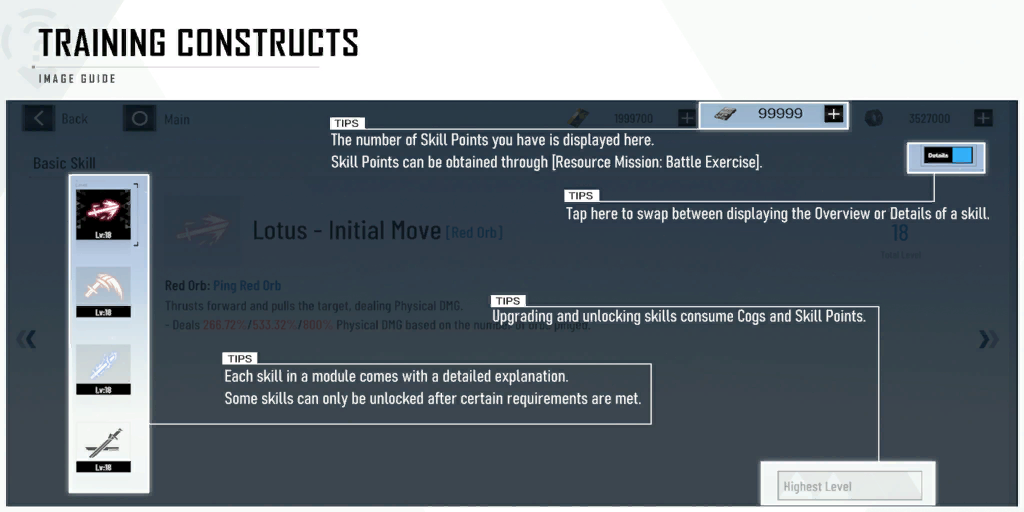 TRAINING CONSTRUCTS
IMAGE GUIDE
Back
Main
1999700
99999
3527000
TIPS
The number of Skill Points you have is displayed here.
Skill Points can be obtained through [Resource Mission: Battle Exercise].
Basic Skill
Details
TIPS
Tap here to swap between displaying the Overview or Details of a skill.
Lv:18
Lotus - Initial Move [Red Orb]
18
Total Level
Red Orb: Ping Red Orb
Thrusts forward and pulls the target, dealing Physical DMG.
- Deals 266.72%/533.32%/800% Physical DMG based on the number of orbs pinged.
TIPS
Upgrading and unlocking skills consume Cogs and Skill Points.
Lv:18
TIPS
Each skill in a module comes with a detailed explanation.
Some skills can only be unlocked after certain requirements are met.
Lv:18
Lv:18
Highest Level